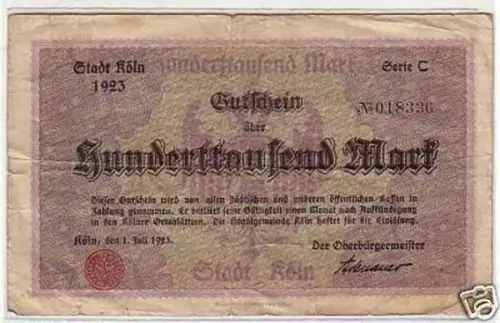 Hunderttausend Mark
Stadt Köln
1923
Serie C
Gutschein
№ 018336
über
Hunderttausend Mark
Dieser Gutschein wird von allen städtischen und anderen öffentlichen Kassen in
Zahlung genommen. Er verliert seine Gültigkeit einen Monat nach Aufkündigung
in den Kölner Ortsblättern. Die Stadtgemeinde Köln haftet für die Einlösung.
Köln, den 1. Juli 1923.
Der Oberbürgermeister
Adenauer
Stadt Köln